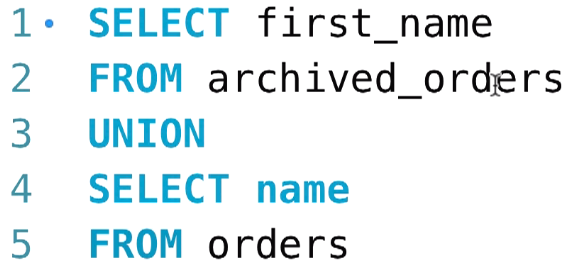 1 SELECT first_name
2 FROM archived_orders
3 UNION
4 SELECT name
5 FROM orders